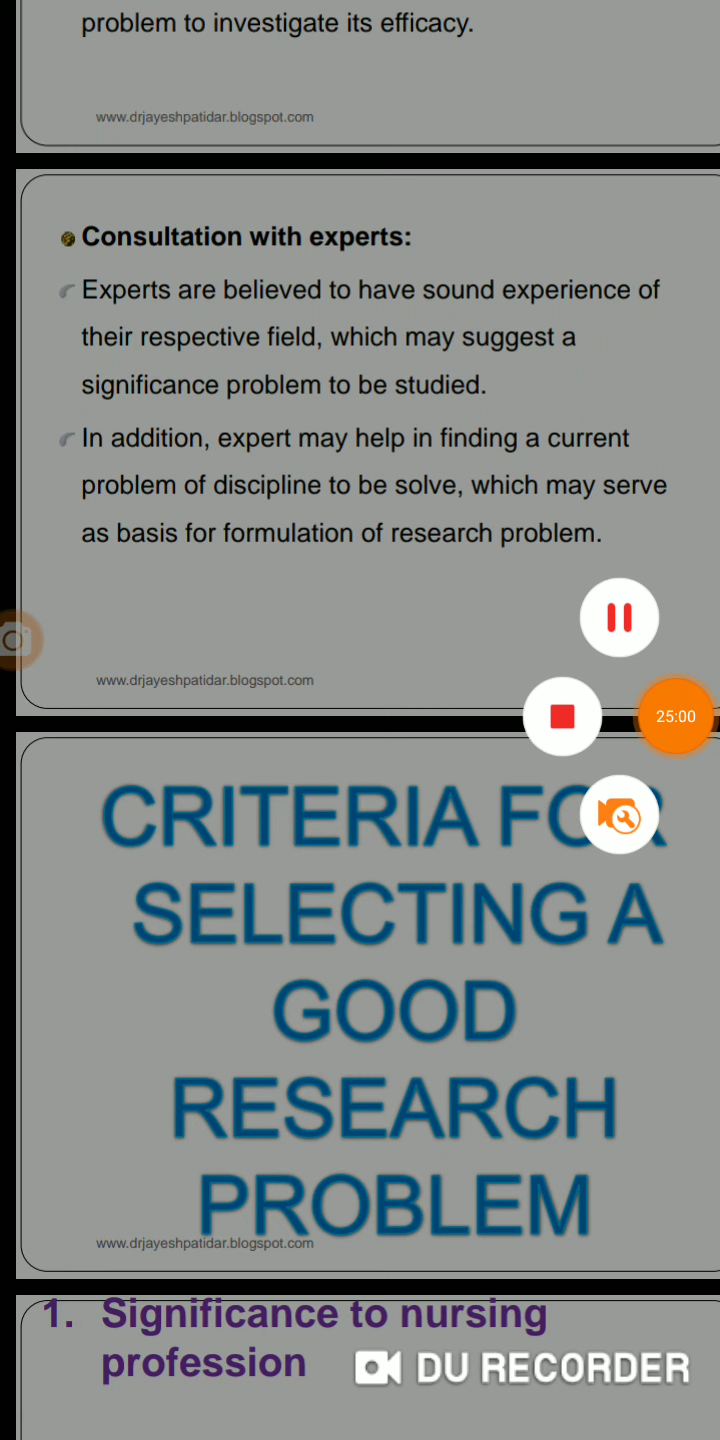 problem to investigate its efficacy.
www.drjayeshpatidar.blogspot.com
Consultation with experts:
Experts are believed to have sound experience of
their respective field, which may suggest a
significance problem to be studied.
In addition, expert may help in finding a current
problem of discipline to be solve, which may serve
as basis for formulation of research problem.
www.drjayeshpatidar.blogspot.com
25:00
CRITERIA FOR
SELECTING A
GOOD
RESEARCH
PROBLEM
www.drjayeshpatidar.blogspot.com
1. Significance to nursing
profession
DU RECORDER